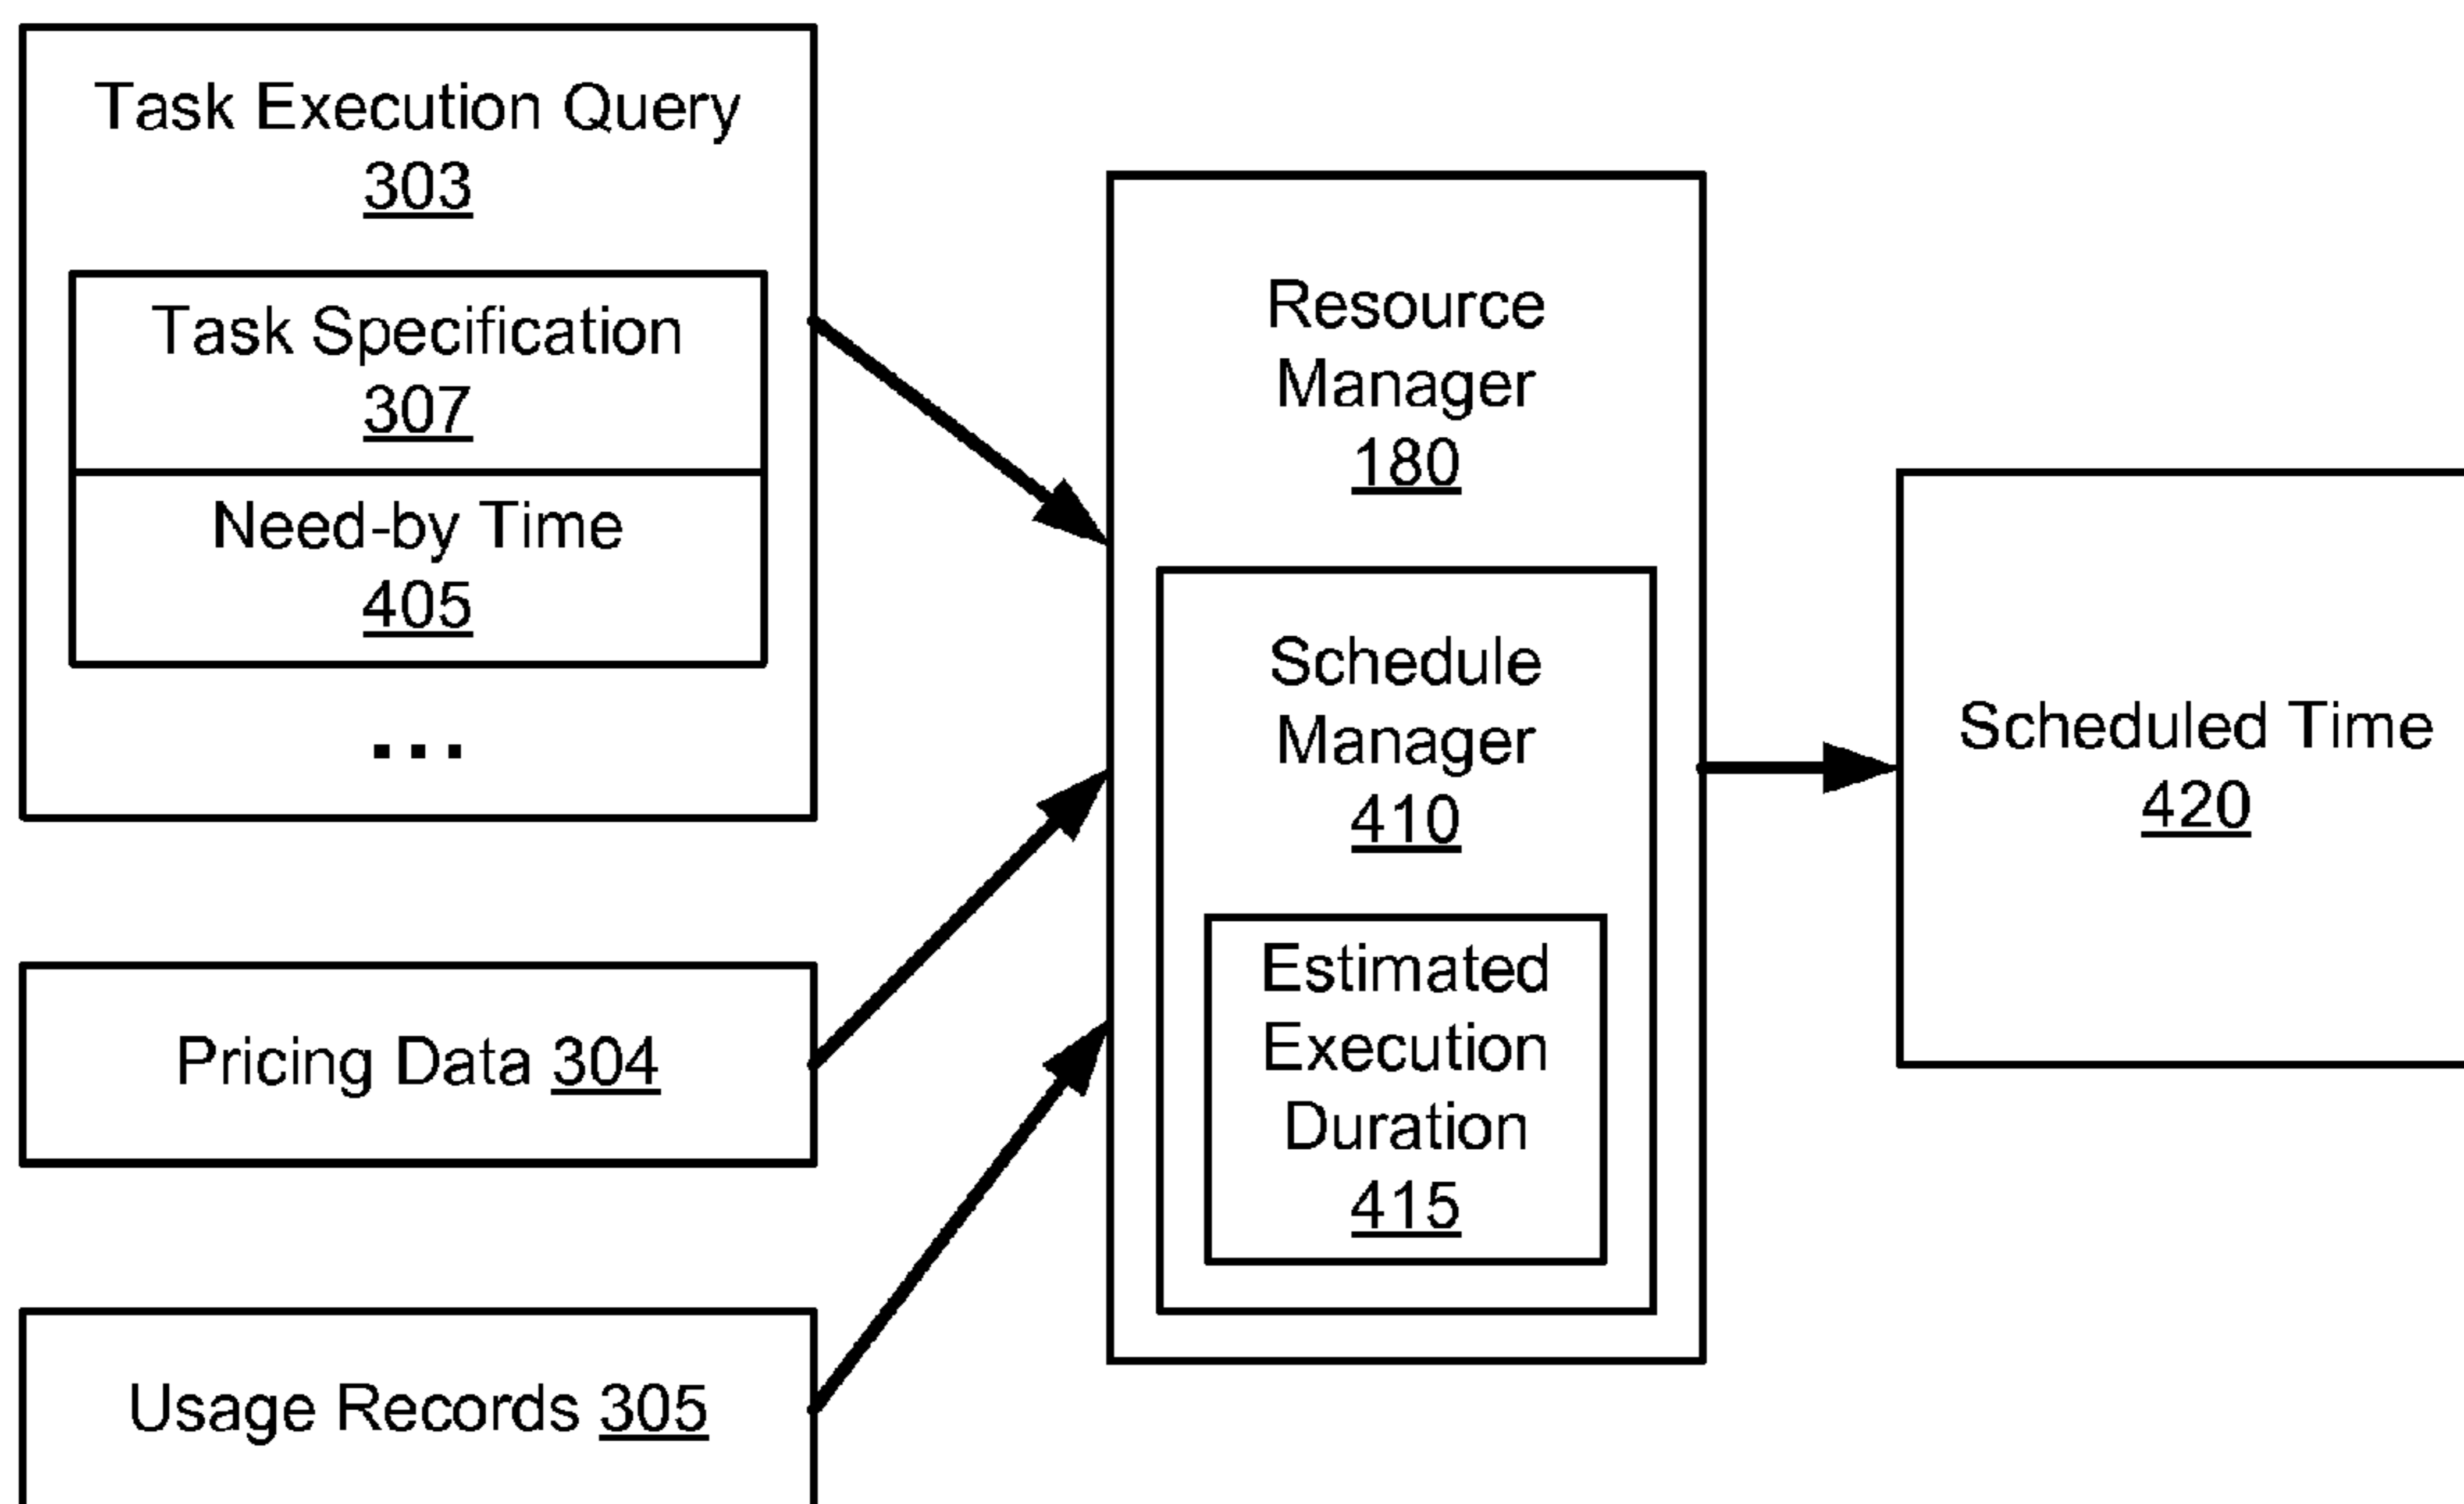 Task Execution Query
303
Task Specification
307
Need-by Time
405
...
Pricing Data 304
Usage Records 305
Resource
Manager
180
Schedule
Manager
410
Estimated
Execution
Duration
415
Scheduled Time
420